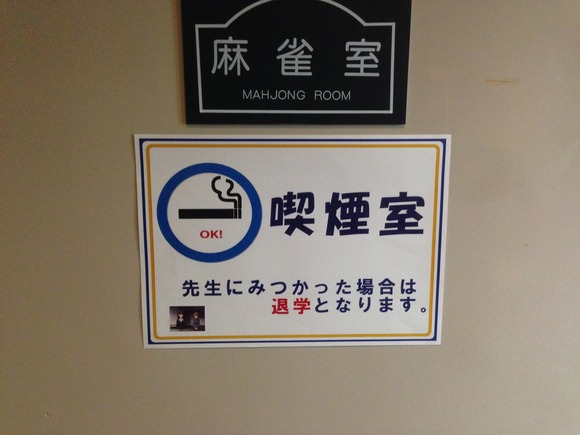 麻雀室
MAHJONG ROOM
OK!
喫煙室
先生にみつかった場合は
退学となります。